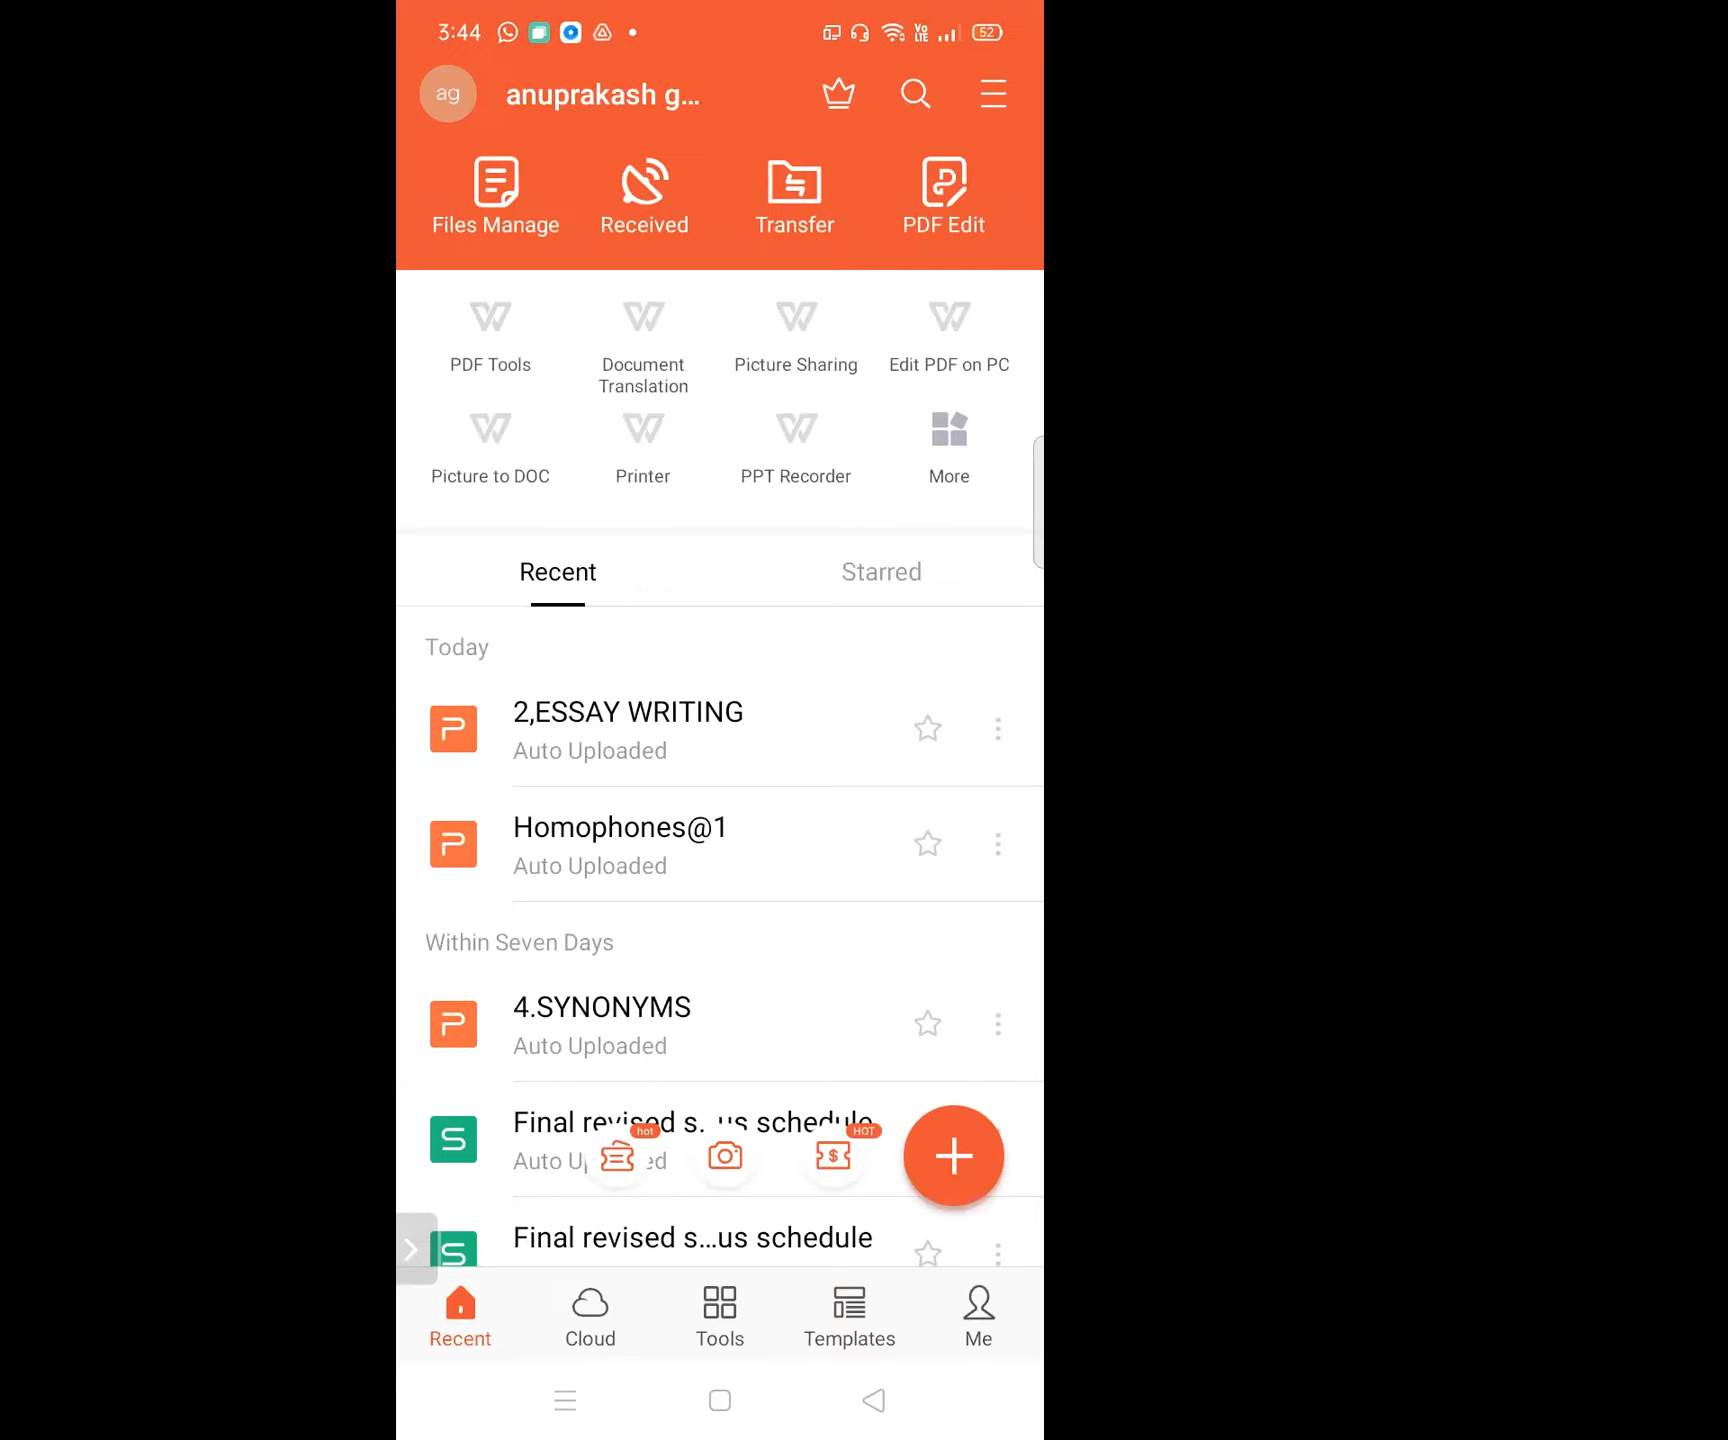 3:44
52
ag
anuprakash g...
Files Manage
Received
Transfer
PDF Edit
PDF Tools
Document Translation
Picture Sharing
Edit PDF on PC
Picture to DOC
Printer
PPT Recorder
More
Recent
Starred
Today
2,ESSAY WRITING
Auto Uploaded
Homophones@1
Auto Uploaded
Within Seven Days
4.SYNONYMS
Auto Uploaded
Final revised s...us schedule
hot
HOT
Final revised s...us schedule
Recent
Cloud
Tools
Templates
Me